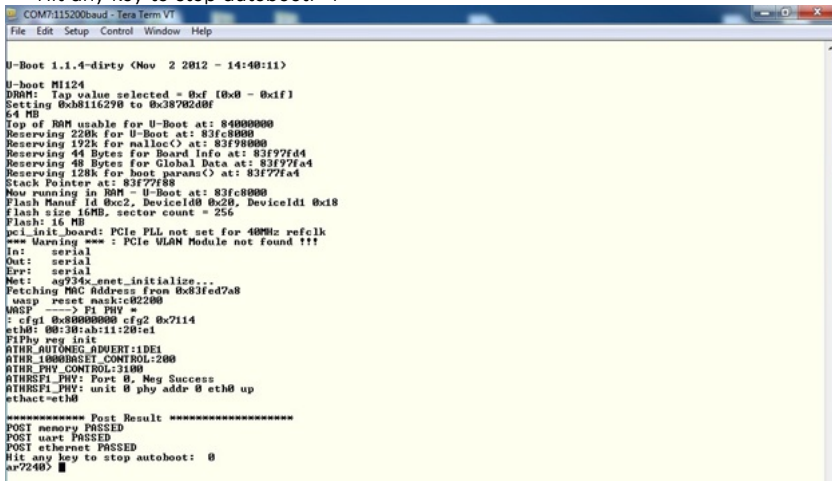 Hit any key to stop autoboot:
COM7:115200baud - Tera Term VT
File Edit Setup Control Window Help
U-Boot 1.1.4-dirty (Nov 2 2012 - 14:40:11)
U-boot MI124
DRAM: Tap value selected = 0xf [0x0 - 0x1f]
Setting 0xb8116290 to 0x38702d0f
64 MB
Top of RAM usable for U-Boot at: 84000000
Reserving 220k for U-Boot at: 83fc8000
Reserving 192k for malloc() at: 83f98000
Reserving 44 Bytes for Board Info at: 83f97fd4
Reserving 48 Bytes for Global Data at: 83f97fa4
Reserving 128k for boot params() at: 83f77fa4
Stack Pointer at: 83f77f88
Now running in RAM - U-Boot at: 83fc8000
Flash Manuf Id 0xc2, DeviceId0 0x20, DeviceId1 0x18
flash size 16MB, sector count = 256
Flash: 16 MB
pci_init_board: PCIe PLL not set for 40MHz refclk
*** Warning *** : PCIe WLAN Module not found !!!
In: serial
Out: serial
Err: serial
Net: ag934x_enet_initialize...
Fetching MAC Address from 0x83fed7a8
wasp reset mask:c02200
WASP ----> F1 PHY *
: cfg1 0x80000000 cfg2 0x7114
eth0: 00:30:ab:11:20:e1
F1Phy reg init
ATHR_AUTONEG_ADVERT:1DE1
ATHR_1000BASET_CONTROL:200
ATHR_PHY_CONTROL:3100
ATHRSF1_PHY: Port 0, Neg Success
ATHRSF1_PHY: unit 0 phy addr 0 eth0 up
ethact=eth0
************ Post Result *******************
POST memory PASSED
POST uart PASSED
POST ethernet PASSED
Hit any key to stop autoboot: 0
ar7240>